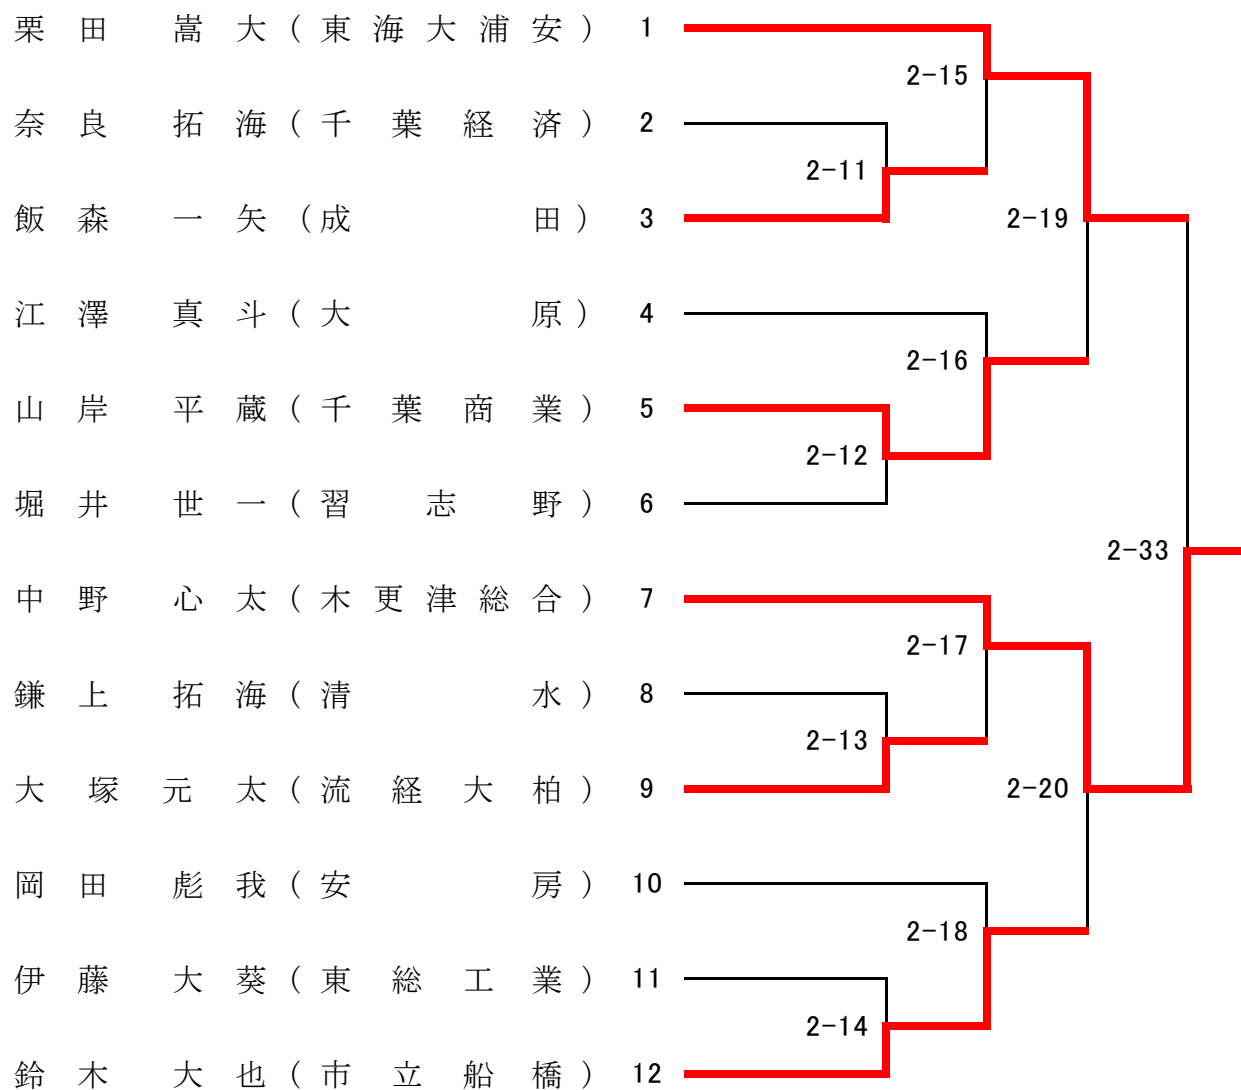 栗田 嵩大(東海大浦安) 1
2-15
奈良 拓海(千葉経済) 2
2-11
飯森 一矢(成田) 3
2-19
江澤 真斗(大原) 4
2-16
山岸 平蔵(千葉商業) 5
2-12
堀井 世一(習志野) 6
2-33
中野 心太(木更津総合) 7
2-17
鎌上 拓海(清水) 8
2-13
大塚元太(流経大柏) 9
2-20
岡田 彪我(安房) 10
2-18
伊藤 大葵(東総工業) 11
2-14
鈴木 大也(市立船橋) 12